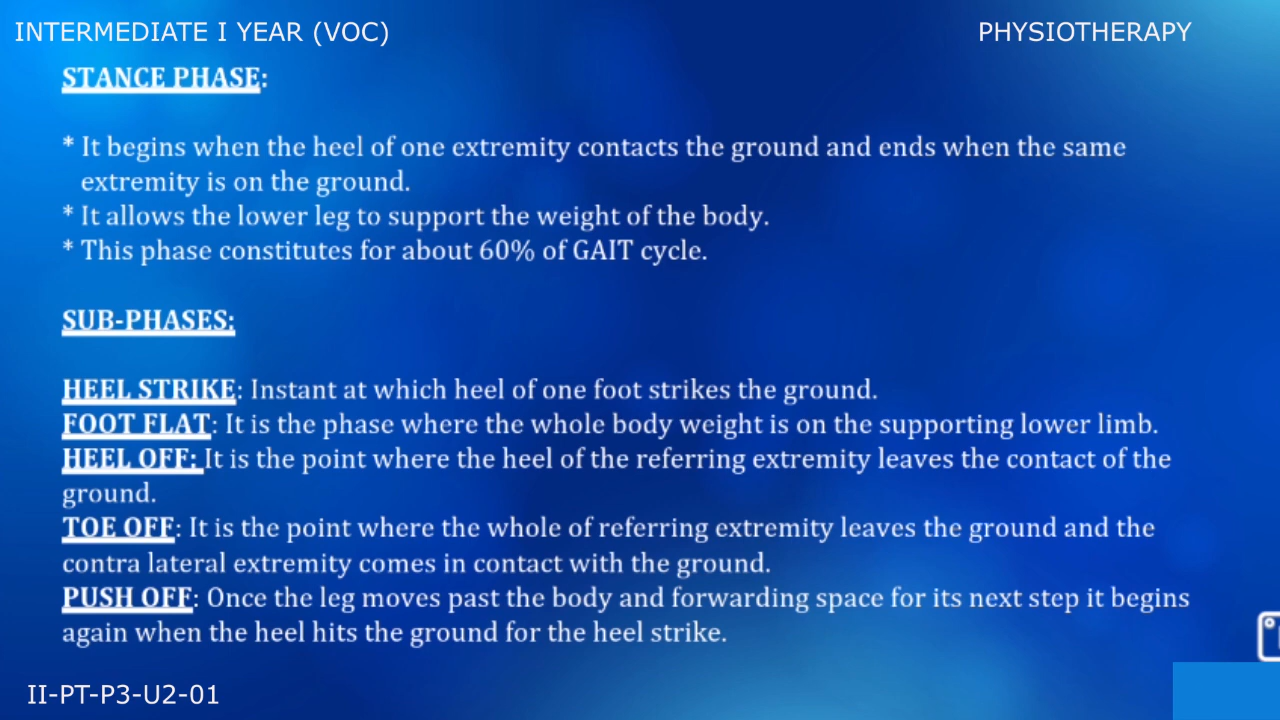 INTERMEDIATE I YEAR (VOC)
PHYSIOTHERAPY
STANCE PHASE:
* It begins when the heel of one extremity contacts the ground and ends when the same
extremity is on the ground.
* It allows the lower leg to support the weight of the body.
* This phase constitutes for about 60% of GAIT cycle.
SUB-PHASES:
HEEL STRIKE: Instant at which heel of one foot strikes the ground.
FOOT FLAT: It is the phase where the whole body weight is on the supporting lower limb.
HEEL OFF: It is the point where the heel of the referring extremity leaves the contact of the
ground.
TOE OFF: It is the point where the whole of referring extremity leaves the ground and the
contra lateral extremity comes in contact with the ground.
PUSH OFF: Once the leg moves past the body and forwarding space for its next step it begins
again when the heel hits the ground for the heel strike.
II-PT-P3-U2-01